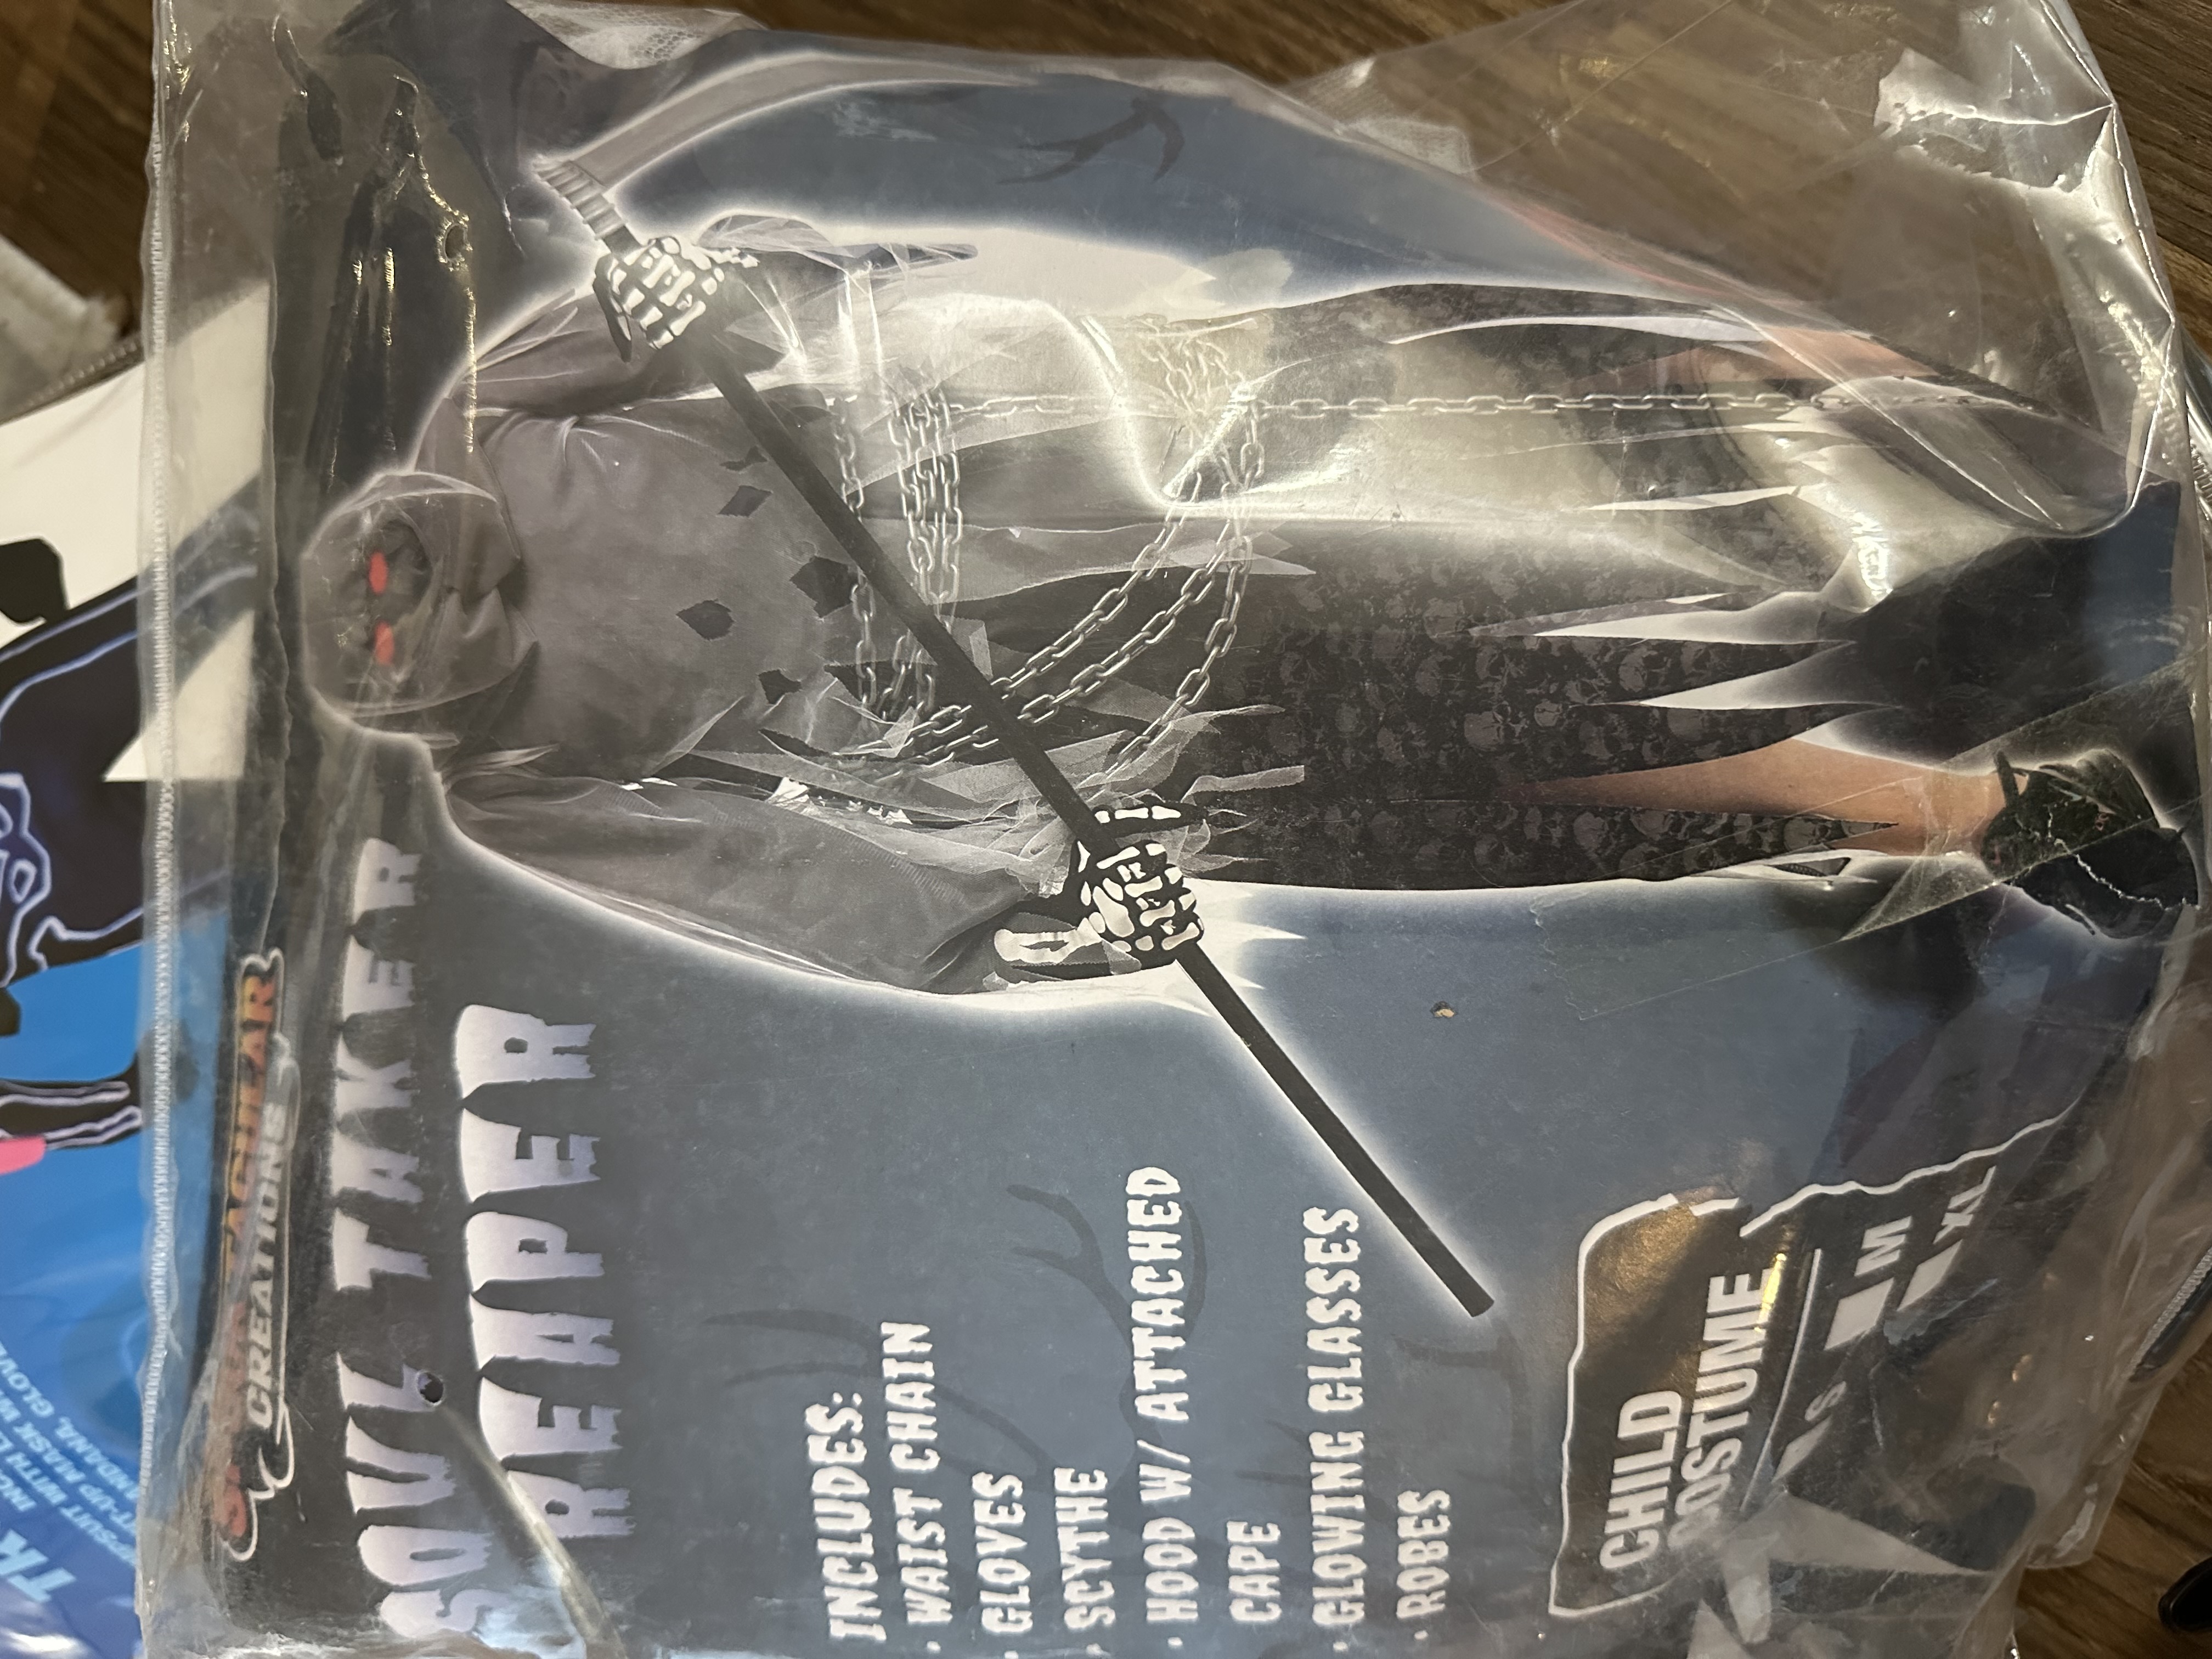 CREATIONS
SOUL TAKER
REAPER
INCLUDES:
· WAIST CHAIN
· GLOVES
· SCYTHE
· HOOD W/ ATTACHED
CAPE
· GLOWING GLASSES
· ROBES
CHILD
COSTUME
S M
XL